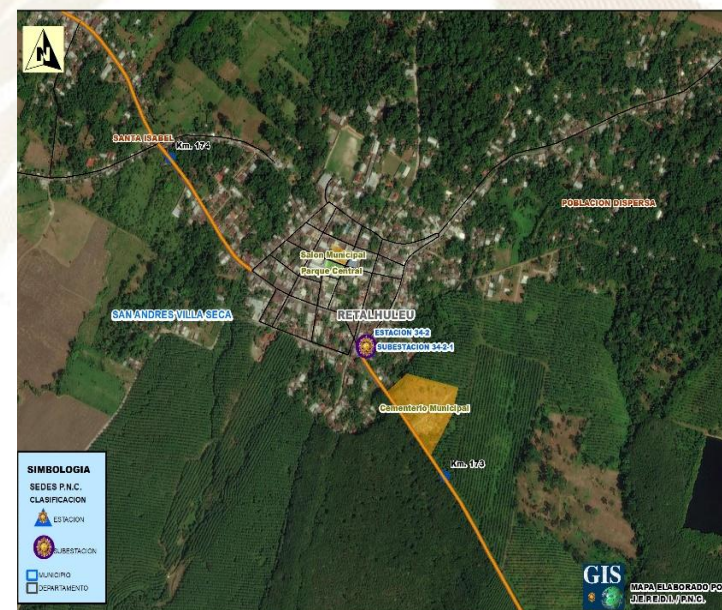 N
SANTA ISABEL
Km. 174
POBLACION DISPERSA
Salon Municipal
Parque Central
SAN ANDRES VILLA SECA
RETALHULEU
ESTACION 34-2
SUBESTACION 34-2-1
Cementerio Municipal
Km. 173
SIMBOLOGIA
SEDES P.N.C.
CLASIFICACION
ESTACION
SUBESTACION
MUNICIPIO
DEPARTAMENTO
GIS
MAPA ELABORADO PO
J.E.RE.D.I. / P.N.C.